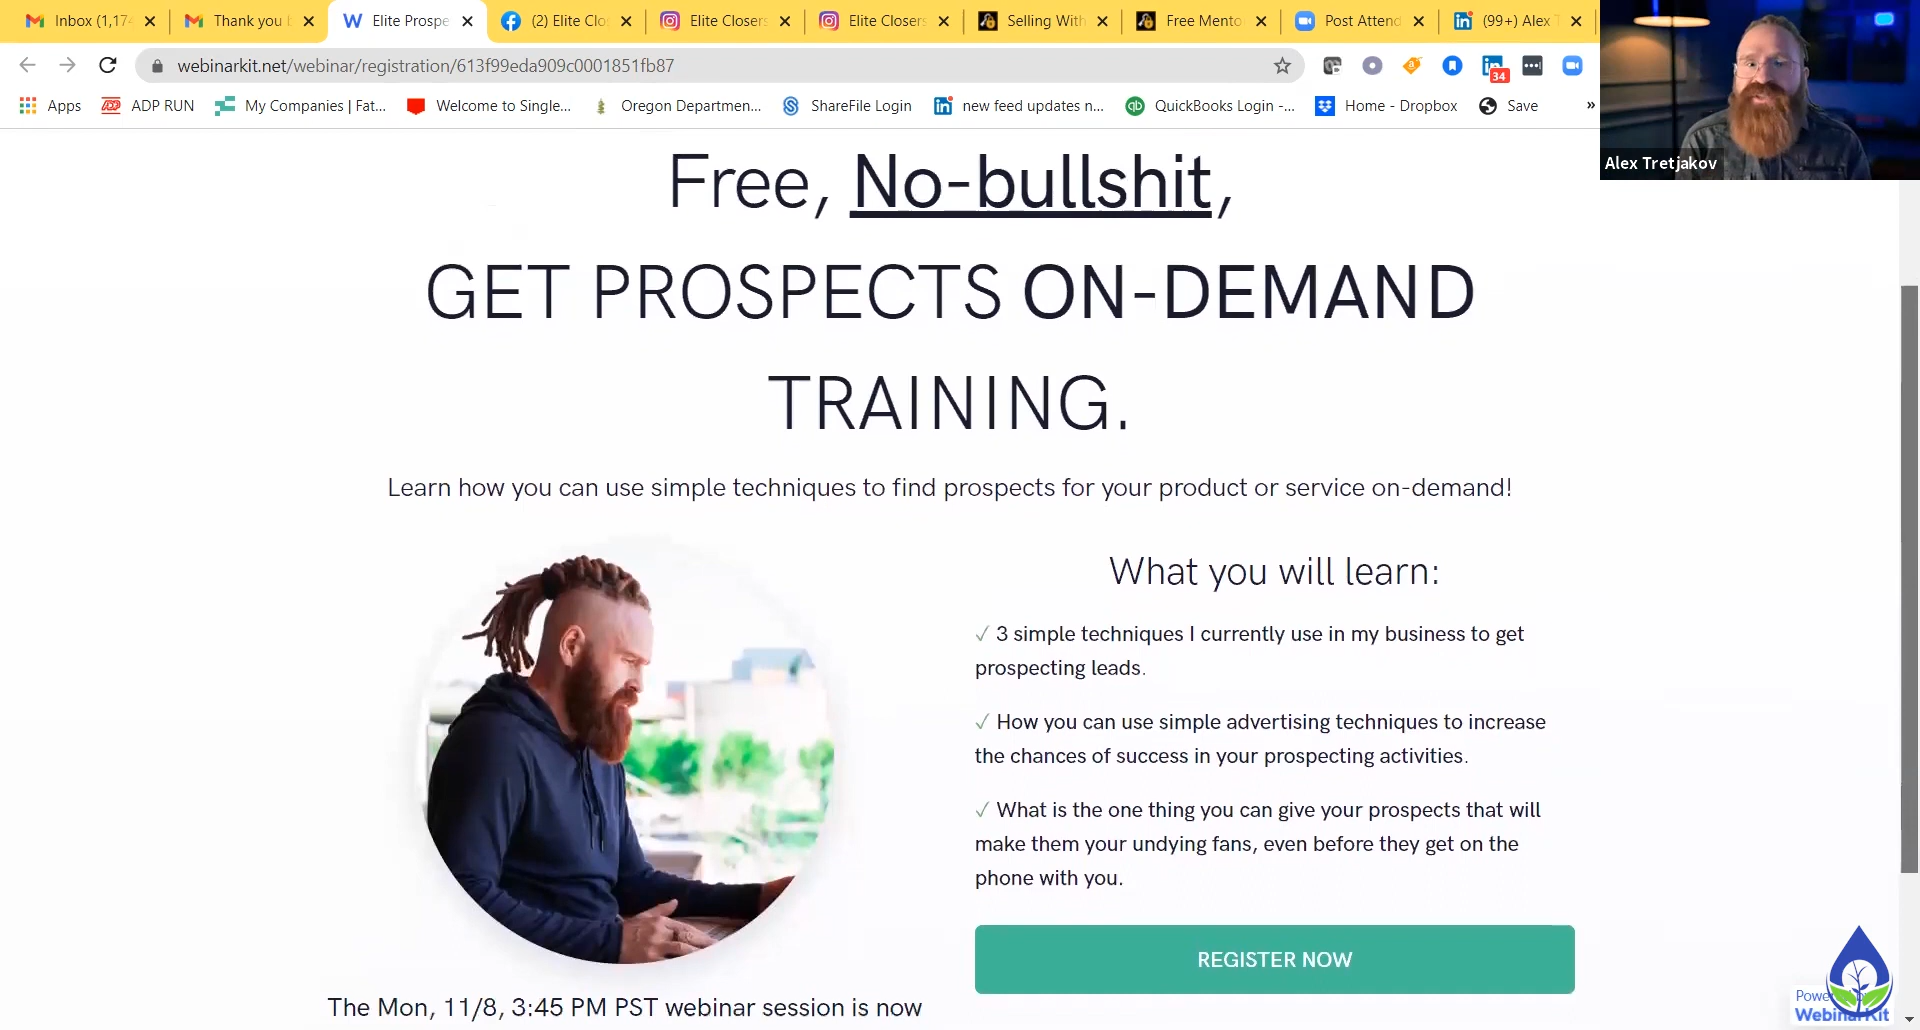 Inbox (1,174
Thank you
Elite Prospe
(2) Elite Clo
Elite Closers
Elite Closers
Selling With
Free Mento
Post Attend
(99+) Alex T
webinarkit.net/webinar/registration/613f99eda909c0001851fb87
34
Apps
ADP RUN
My Companies | Fat...
Welcome to Single...
Oregon Departmen...
ShareFile Login
new feed updates n...
QuickBooks Login -...
Home - Dropbox
Save
»
Alex Tretjakov
Free, No-bullshit,
GET PROSPECTS ON-DEMAND
TRAINING.
Learn how you can use simple techniques to find prospects for your product or service on-demand!
What you will learn:
✓ 3 simple techniques I currently use in my business to get
prospecting leads.
✓ How you can use simple advertising techniques to increase
the chances of success in your prospecting activities.
✓ What is the one thing you can give your prospects that will
make them your undying fans, even before they get on the
phone with you.
REGISTER NOW
The Mon, 11/8, 3:45 PM PST webinar session is now
WebinarKit